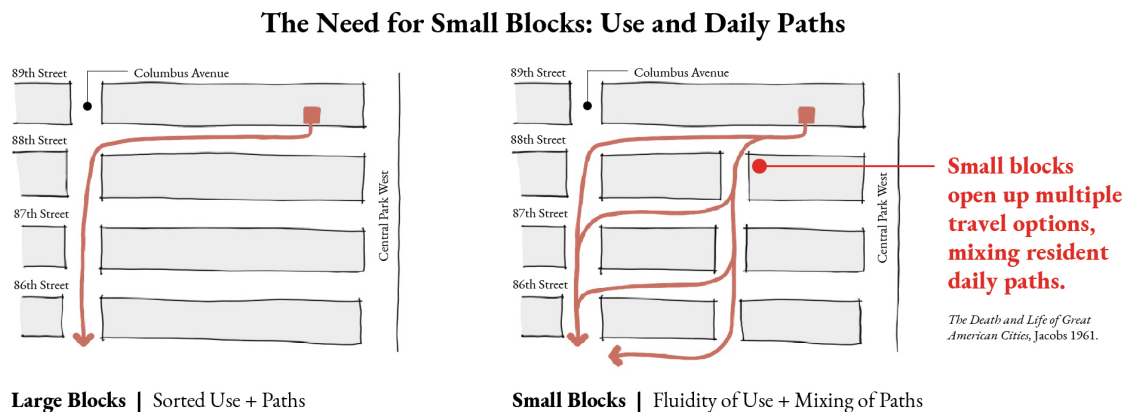 The Need for Small Blocks: Use and Daily Paths
89th Street
Columbus Avenue
88th Street
87th Street
86th Street
Central Park West
Large Blocks | Sorted Use + Paths
89th Street
Columbus Avenue
88th Street
87th Street
86th Street
Central Park West
Small Blocks | Fluidity of Use + Mixing of Paths
Small blocks
open up multiple
travel options,
mixing resident
daily paths.
The Death and Life of Great
American Cities, Jacobs 1961.